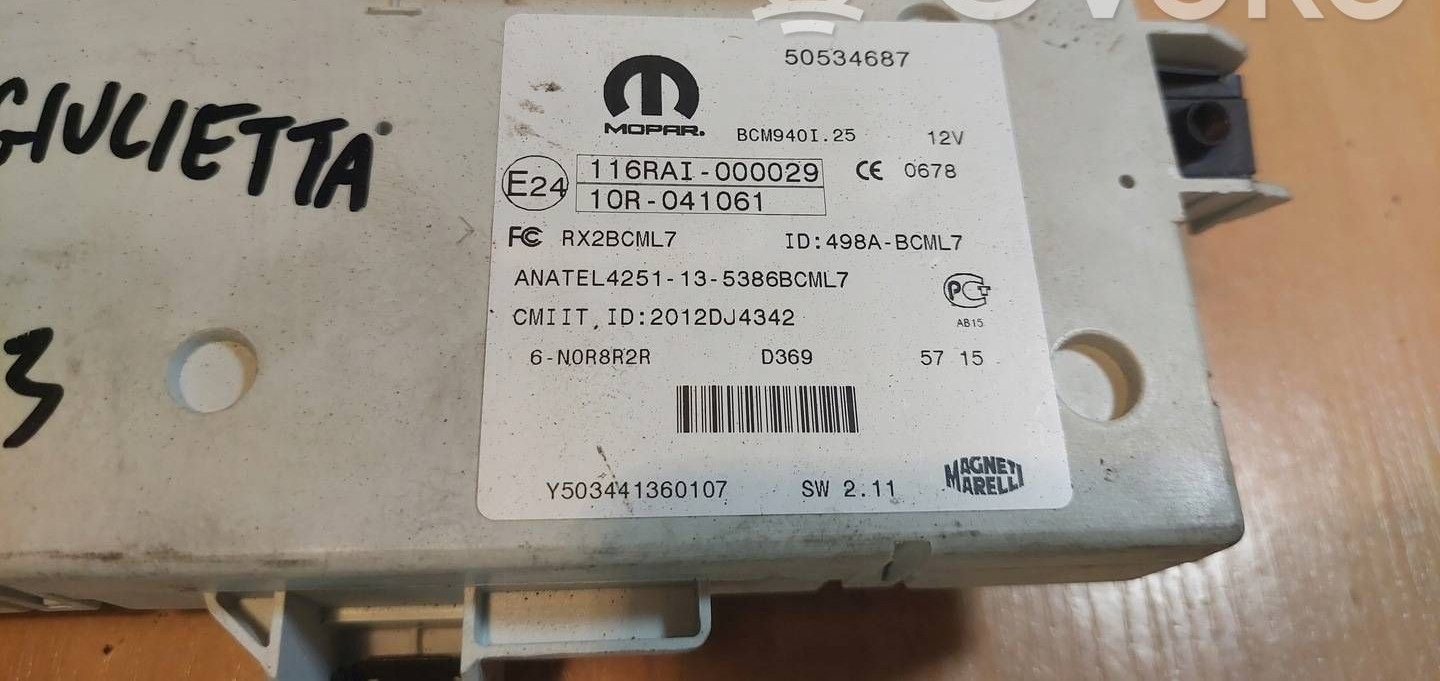 GIULIETTA
3
50534687
MOPAR.
BCM940I.25 12V
E24
116RAI-000029
CE 0678
10R-041061
FC RX2BCML7 ID:498A-BCML7
ANATEL4251-13-5386BCML7
CMIIT ID:2012DJ4342
AB15
6-N0R8R2R D369 57 15
Y503441360107 SW 2.11
MAGNETI
MARELLI